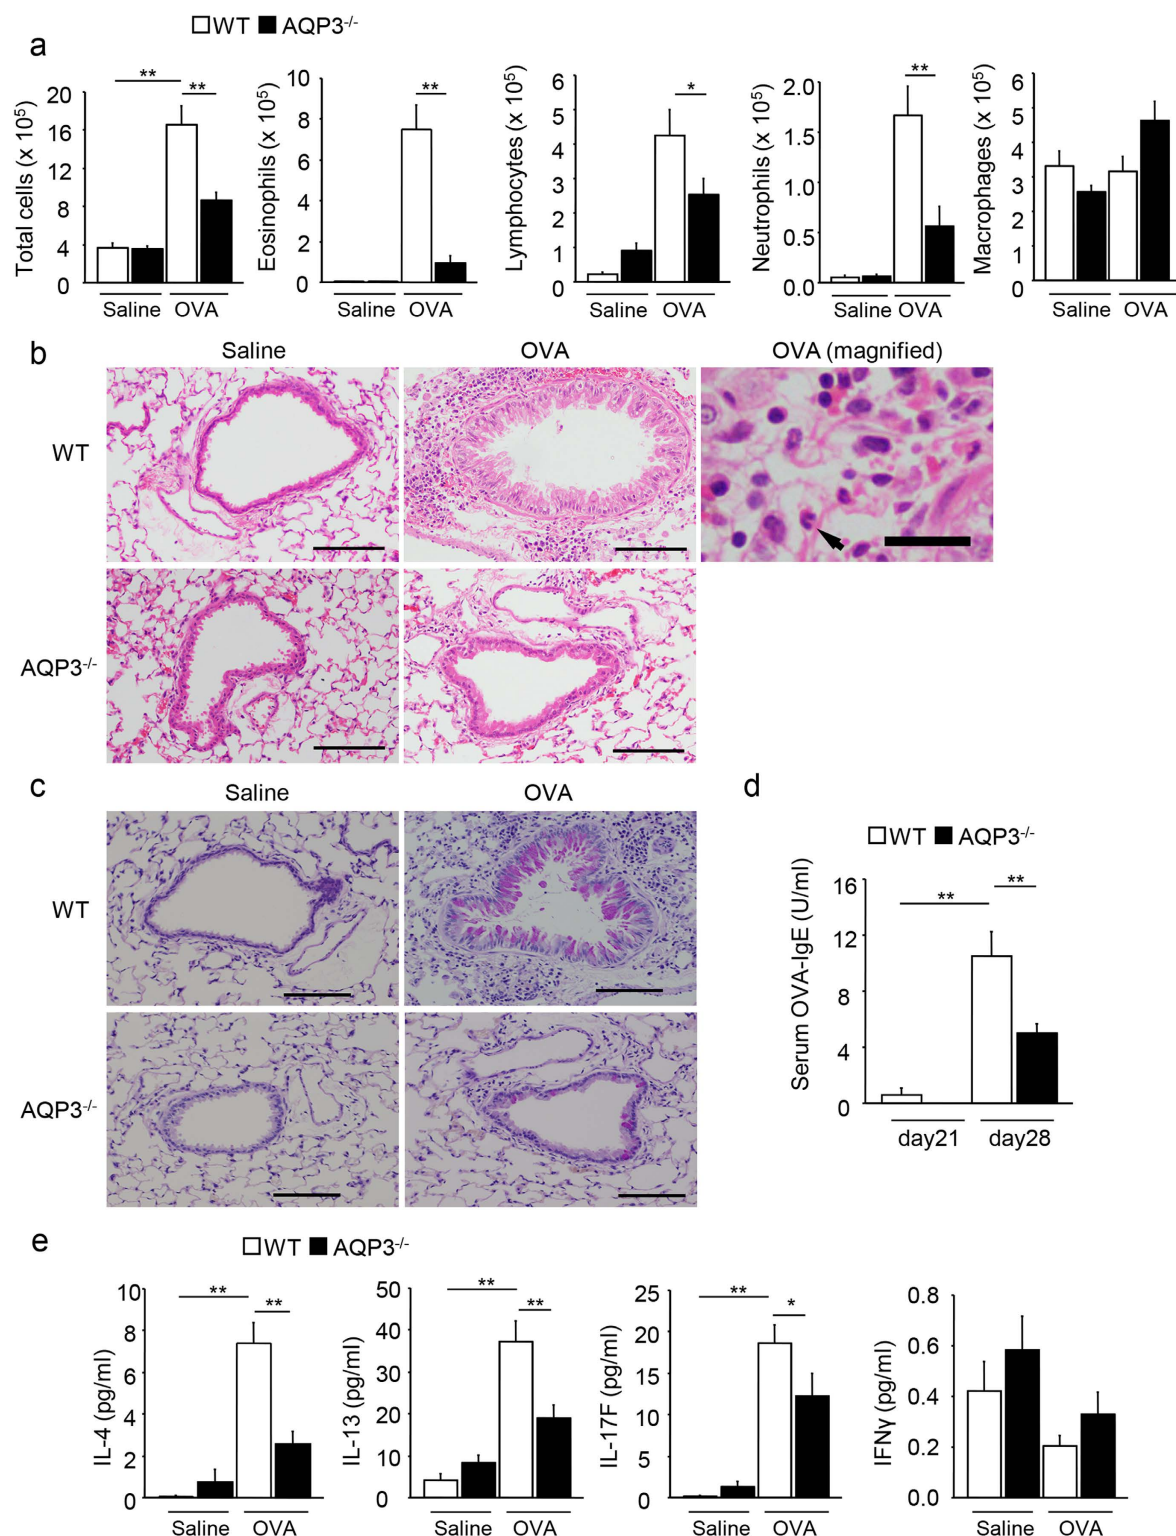 WT AQP3-/-
a
Total cells (x 10⁵)
20
16
12
8
4
0
Saline OVA
**
**
Eosinophils (x 10⁵)
10
8
6
4
2
0
Saline OVA
**
Lymphocytes (x 10⁵)
6
5
4
3
2
1
0
Saline OVA
*
Neutrophils (x 10⁵)
2.0
1.5
1.0
0.5
0.0
Saline OVA
**
Macrophages (x 10⁵)
6
5
4
3
2
1
0
Saline OVA
b
Saline OVA OVA (magnified)
WT
AQP3-/-
c
Saline OVA
WT
AQP3-/-
d
WT AQP3-/-
Serum OVA-IgE (U/ml)
16
12
8
4
0
day21 day28
**
**
e
WT AQP3-/-
IL-4 (pg/ml)
10
8
6
4
2
0
Saline OVA
**
**
IL-13 (pg/ml)
50
40
30
20
10
0
Saline OVA
**
**
IL-17F (pg/ml)
25
20
15
10
5
0
Saline OVA
**
*
IFNγ (pg/ml)
0.8
0.6
0.4
0.2
0.0
Saline OVA